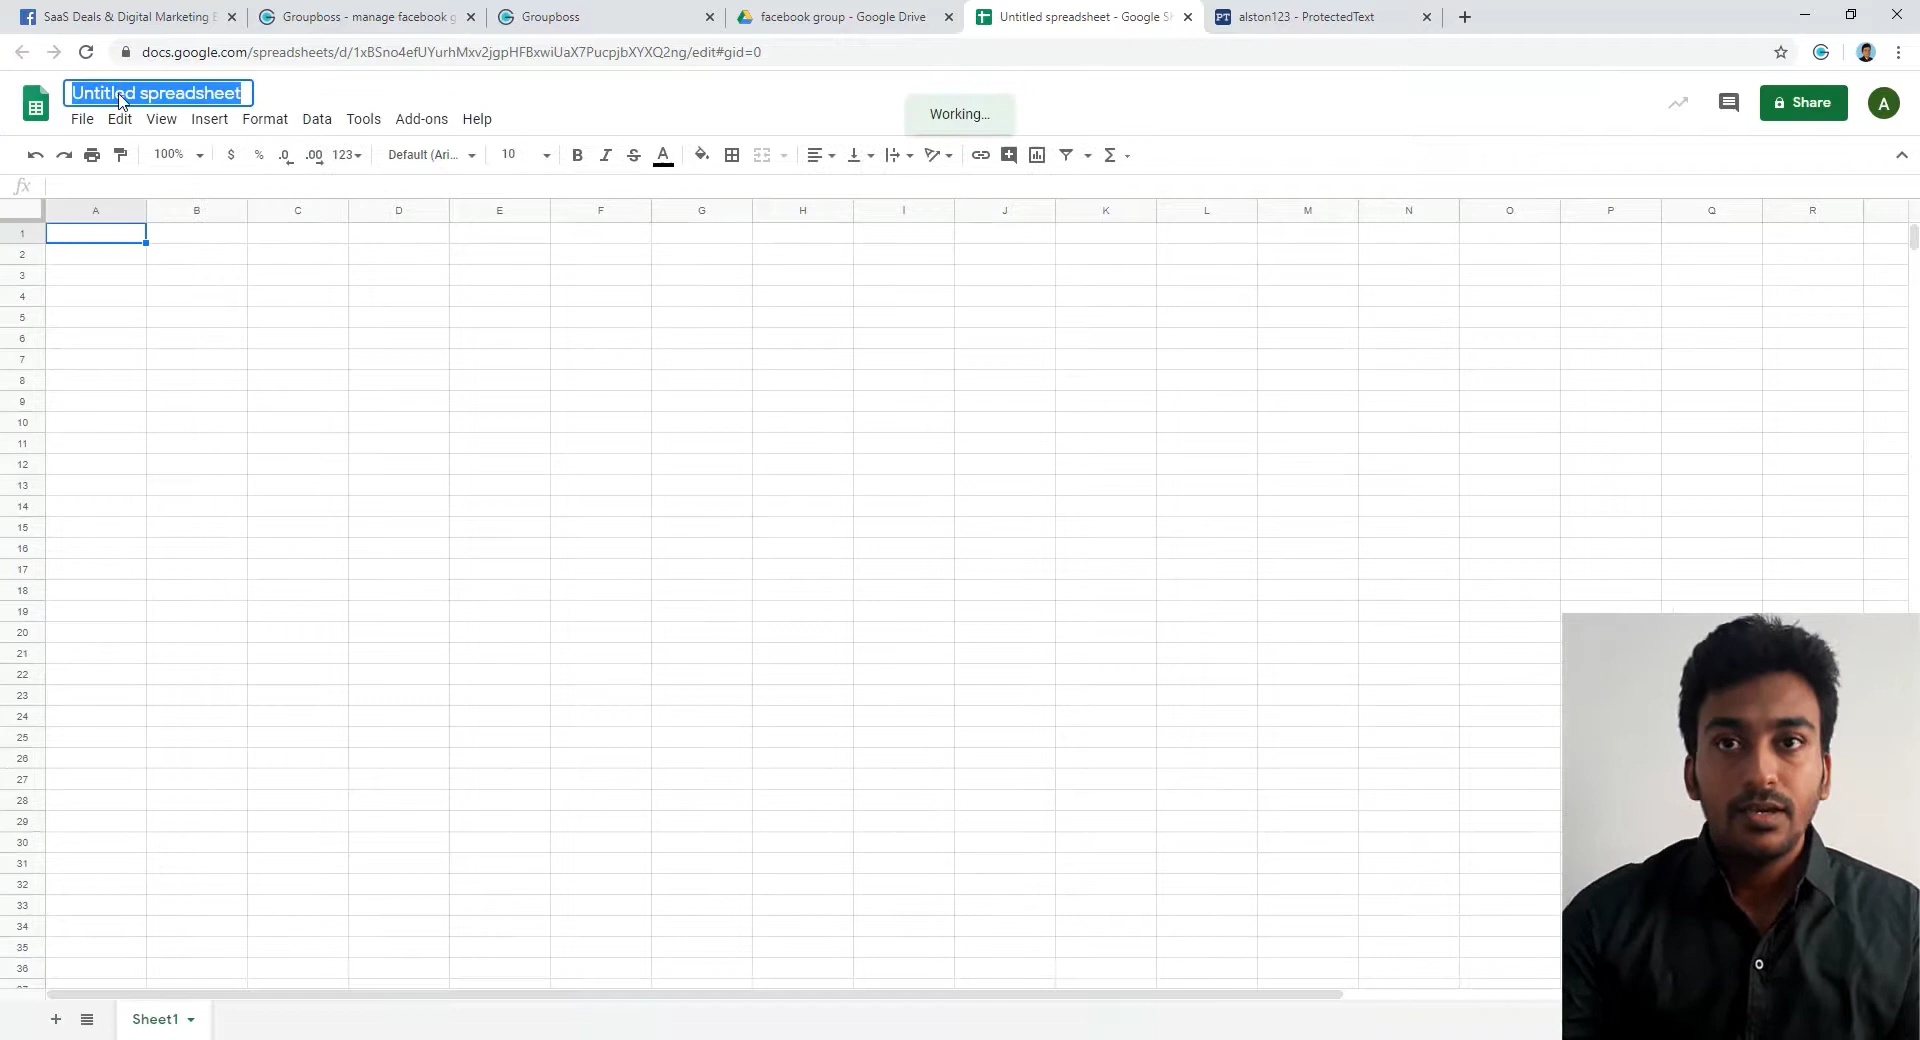 SaaS Deals & Digital Marketing
Groupboss - manage facebook g
Groupboss
facebook group - Google Drive
Untitled spreadsheet - Google S
PT
alston123 - ProtectedText
docs.google.com/spreadsheets/d/1xBSno4efUYurhMxv2jgpHFBxwiUaX7PucpjbXYXQ2ng/edit#gid=0
Untitled spreadsheet
File Edit View Insert Format Data Tools Add-ons Help
Working...
Share
A
100% $ % .0 .00 123 Default (Ari... 10 B I S A Σ
fx
A B C D E F G H I J K L M N O P Q R
1
2
3
4
5
6
7
8
9
10
11
12
13
14
15
16
17
18
19
20
21
22
23
24
25
26
27
28
29
30
31
32
33
34
35
36
Sheet1